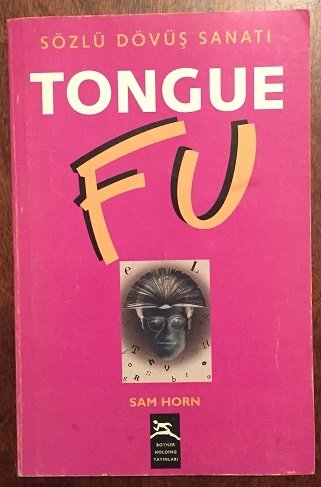 SÖZLÜ DÖVÜŞ SANATI
TONGUE
FU
e L
SAM HORN
BOYNER
HOLDING
YAYINLARI